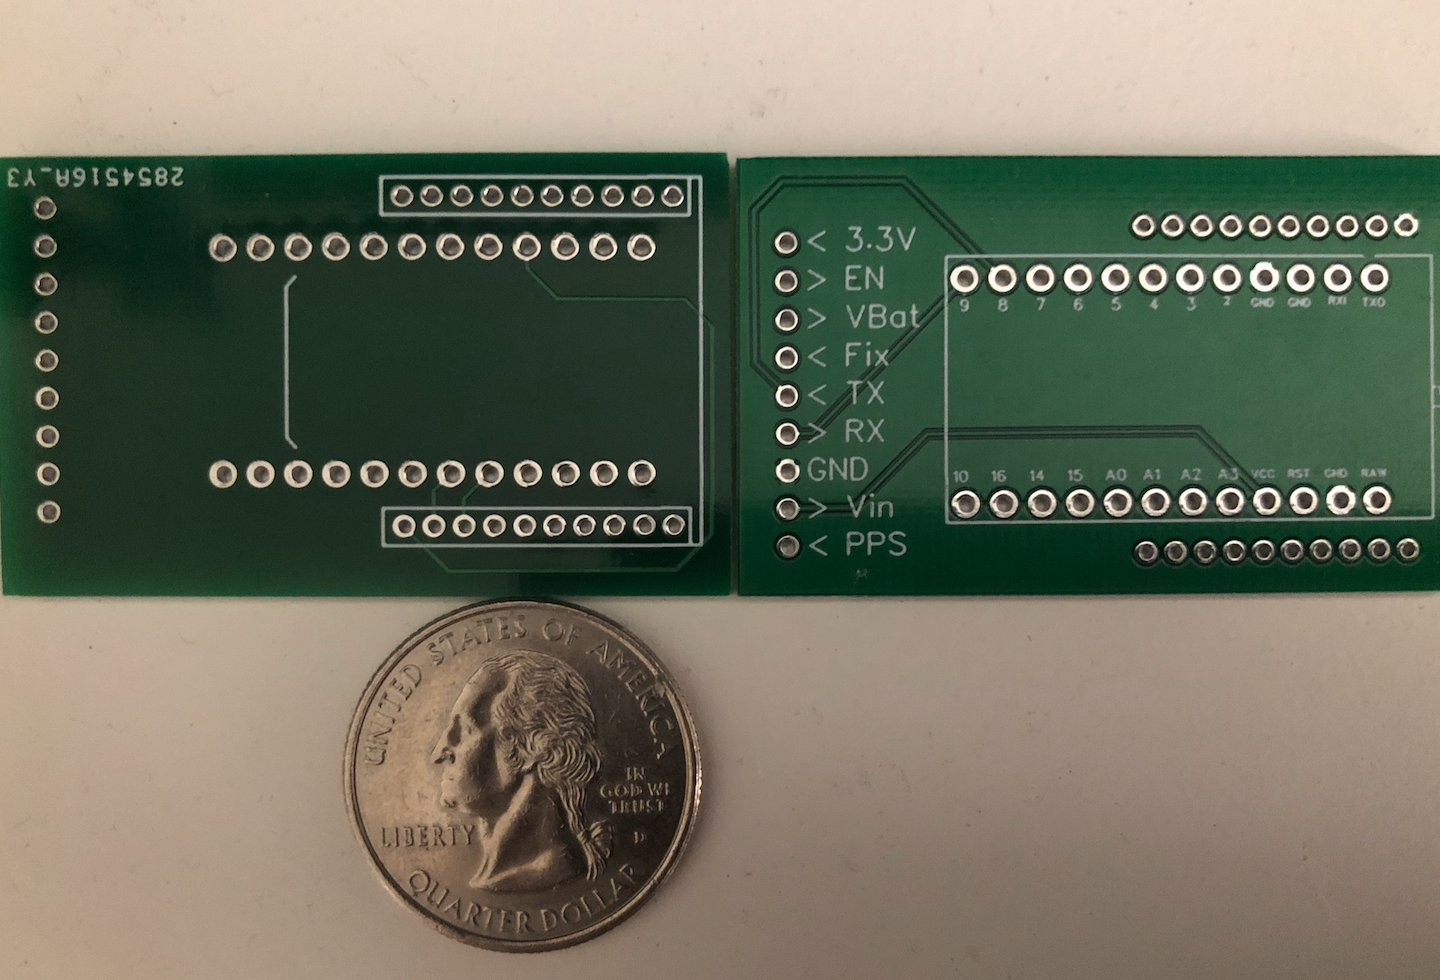 2854516A_Y3
< 3.3V
> EN
> VBat
< Fix
< TX
> RX
GND
> Vin
< PPS
9 8 7 6 5 4 3 2 GND GND RXI TXO
10 16 14 15 A0 A1 A2 A3 VCC RST GND RAW
UNITED STATES OF AMERICA
IN
GOD WE
TRUST
D
LIBERTY
QUARTER DOLLAR